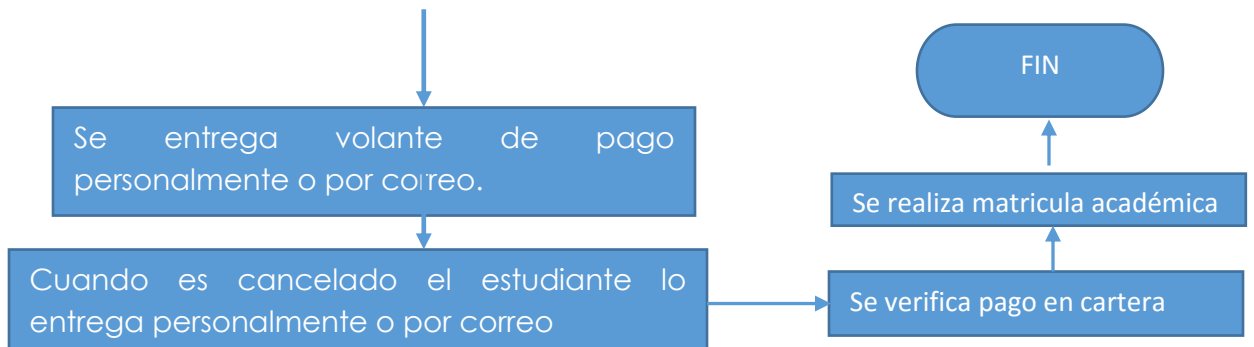 Se entrega volante de pago
personalmente o por correo.
Cuando es cancelado el estudiante lo
entrega personalmente o por correo
Se verifica pago en cartera
Se realiza matricula académica
FIN